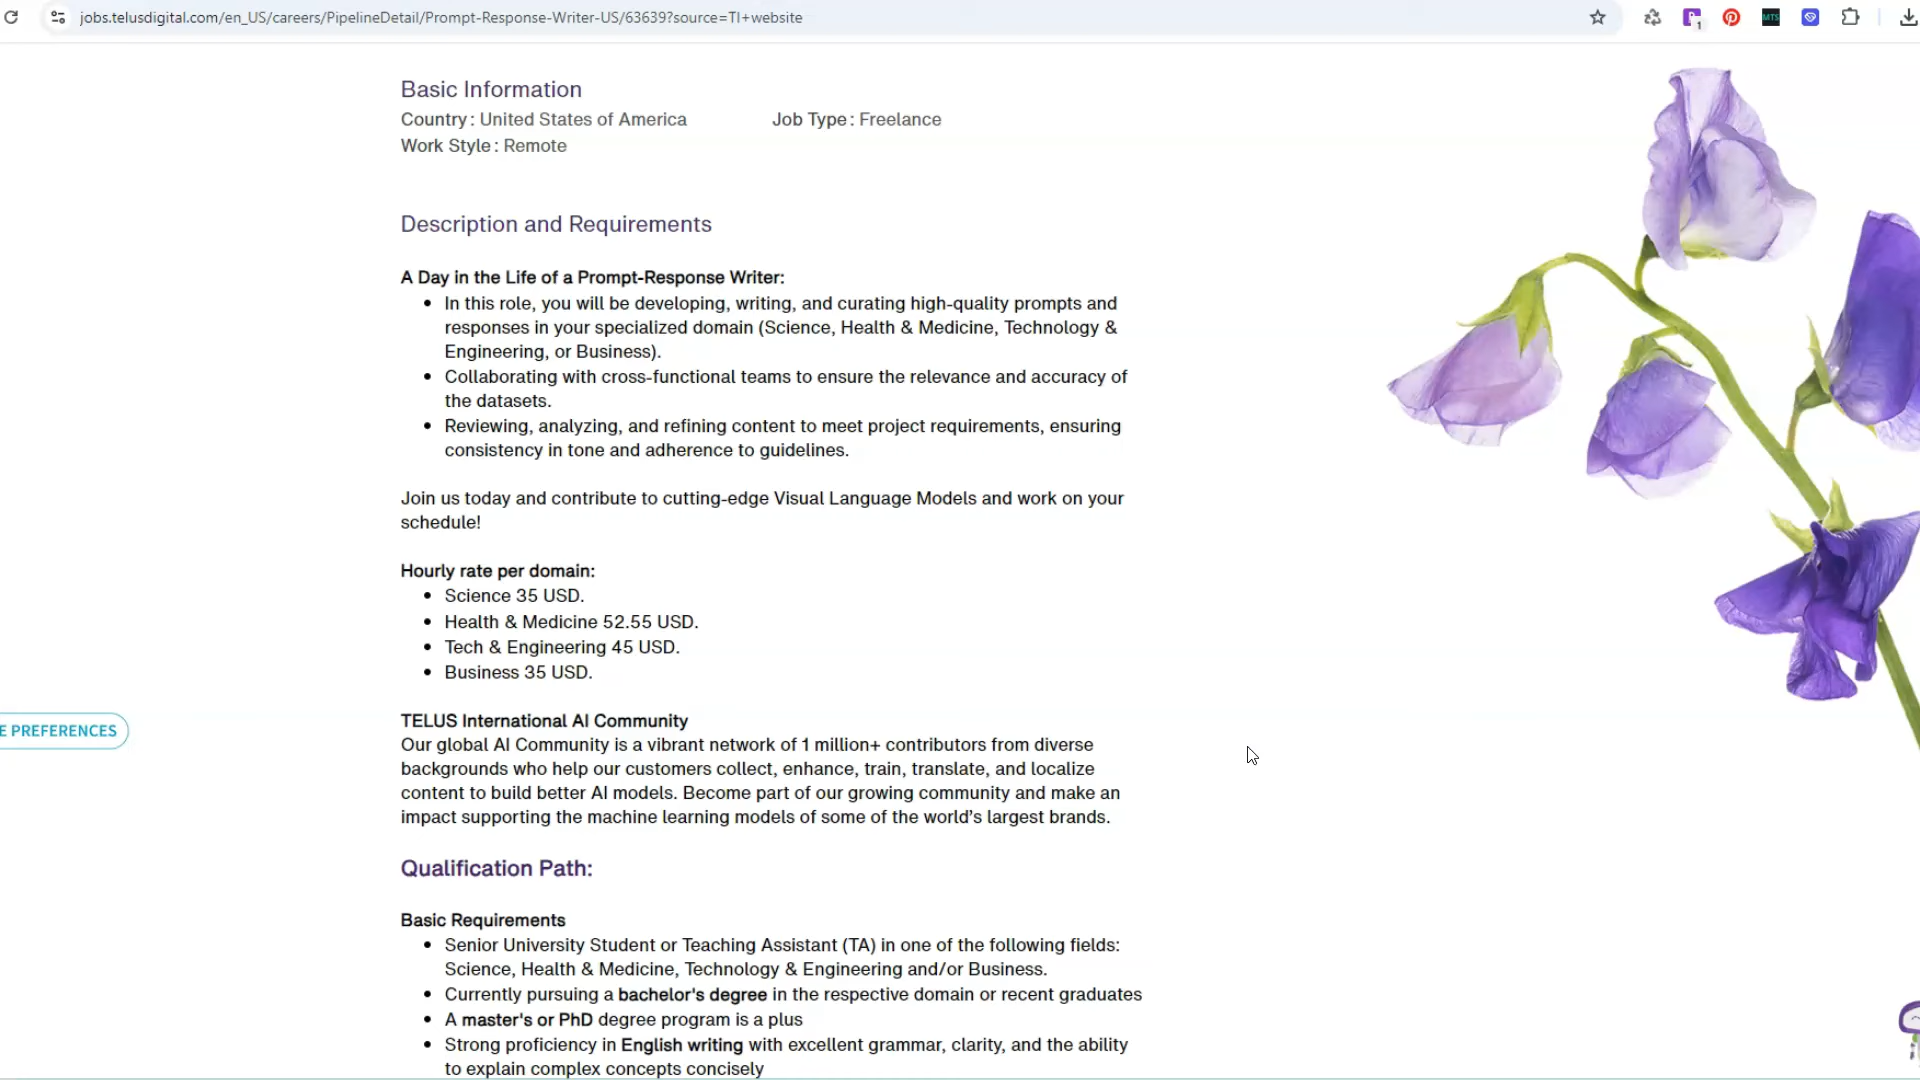 jobs.telusdigital.com/en_US/careers/PipelineDetail/Prompt-Response-Writer-US/63639?source=TI+website
1
MTS
Basic Information
Country : United States of America Job Type : Freelance
Work Style : Remote
Description and Requirements
A Day in the Life of a Prompt-Response Writer:
• In this role, you will be developing, writing, and curating high-quality prompts and
responses in your specialized domain (Science, Health & Medicine, Technology &
Engineering, or Business).
• Collaborating with cross-functional teams to ensure the relevance and accuracy of
the datasets.
• Reviewing, analyzing, and refining content to meet project requirements, ensuring
consistency in tone and adherence to guidelines.
Join us today and contribute to cutting-edge Visual Language Models and work on your
schedule!
Hourly rate per domain:
• Science 35 USD.
• Health & Medicine 52.55 USD.
• Tech & Engineering 45 USD.
• Business 35 USD.
E PREFERENCES
TELUS International AI Community
Our global AI Community is a vibrant network of 1 million+ contributors from diverse
backgrounds who help our customers collect, enhance, train, translate, and localize
content to build better AI models. Become part of our growing community and make an
impact supporting the machine learning models of some of the world’s largest brands.
Qualification Path:
Basic Requirements
• Senior University Student or Teaching Assistant (TA) in one of the following fields:
Science, Health & Medicine, Technology & Engineering and/or Business.
• Currently pursuing a bachelor's degree in the respective domain or recent graduates
• A master's or PhD degree program is a plus
• Strong proficiency in English writing with excellent grammar, clarity, and the ability
to explain complex concepts concisely